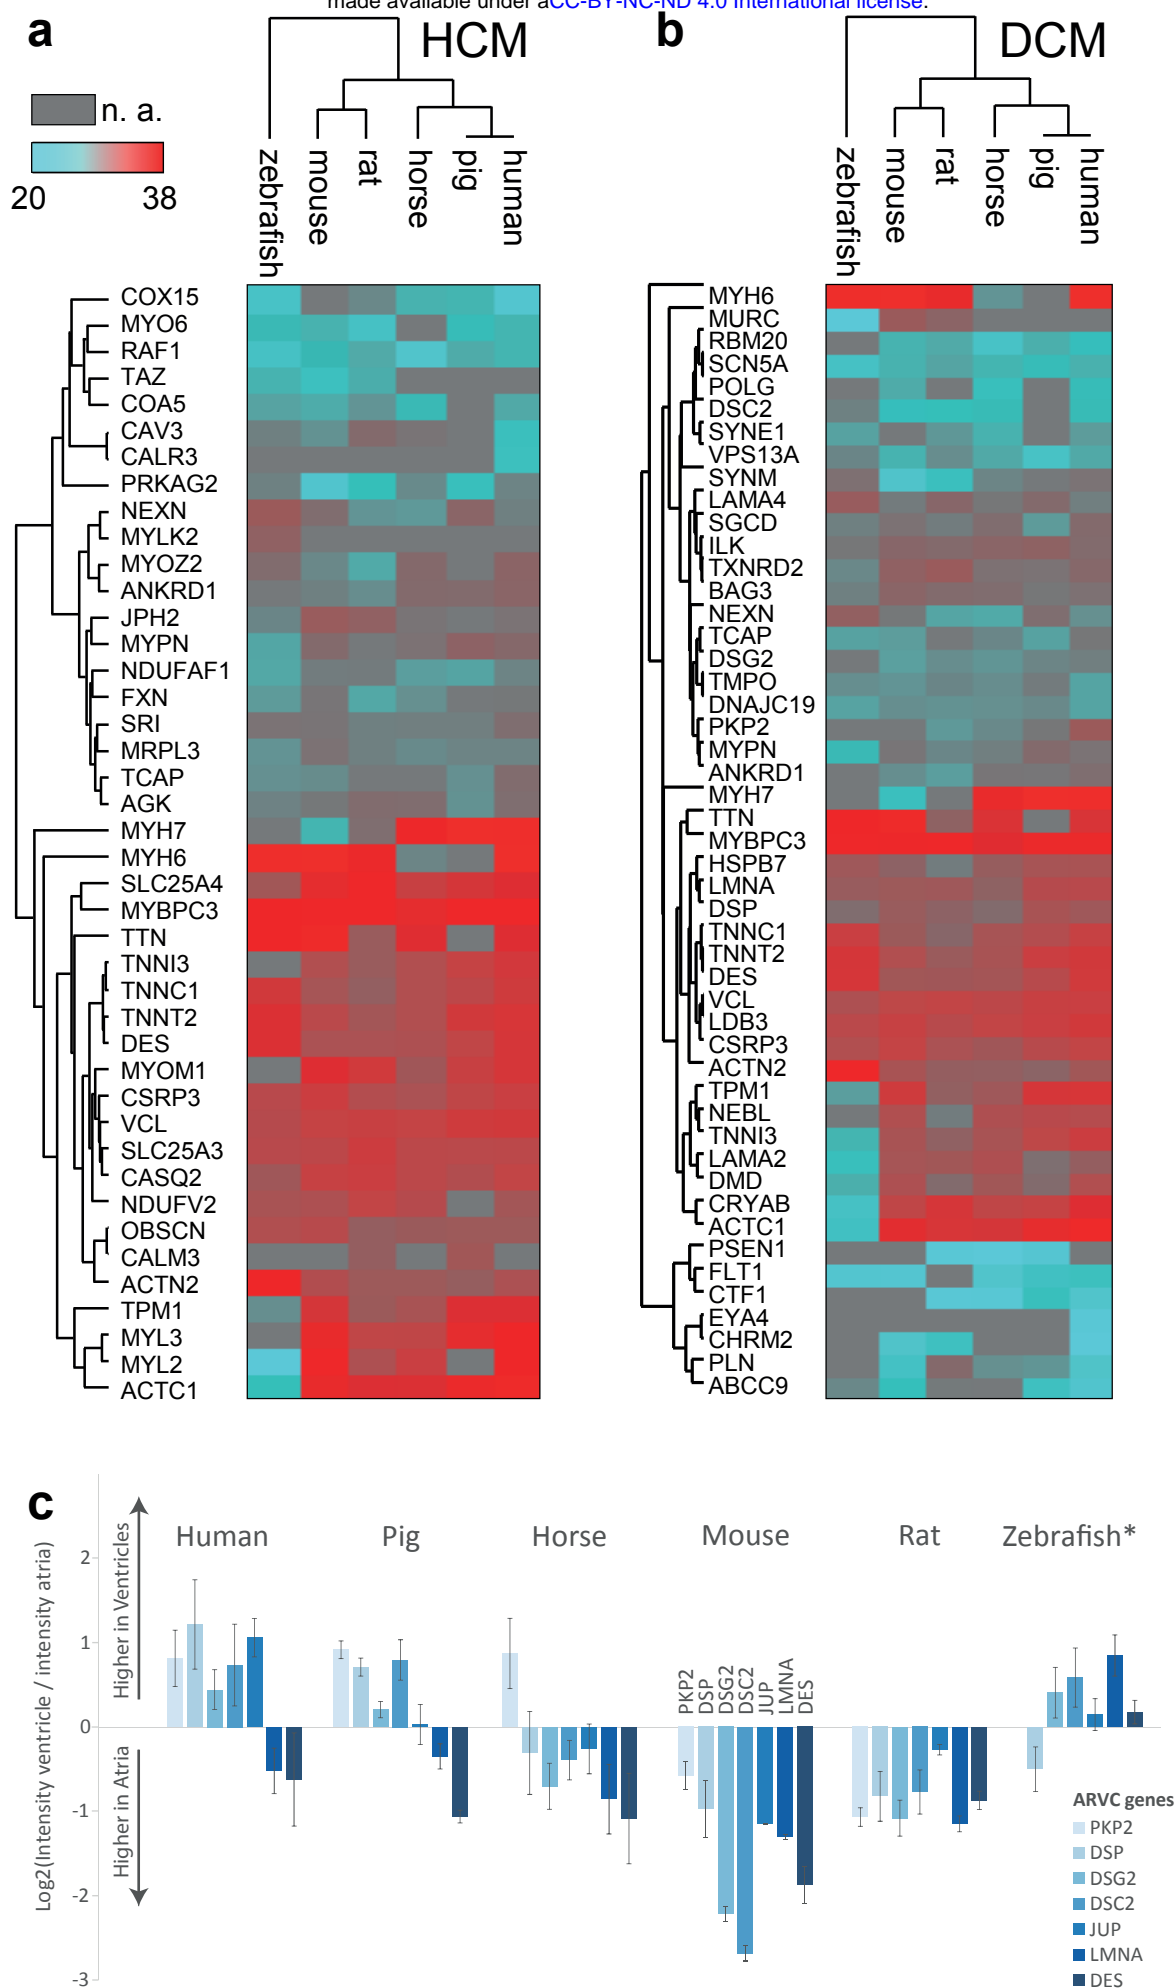 made available under aCC-BY-NC-ND 4.0 International license.
a
HCM
n. a.
20 38
zebrafish
mouse
rat
horse
pig
human
COX15
MYO6
RAF1
TAZ
COA5
CAV3
CALR3
PRKAG2
NEXN
MYLK2
MYOZ2
ANKRD1
JPH2
MYPN
NDUFAF1
FXN
SRI
MRPL3
TCAP
AGK
MYH7
MYH6
SLC25A4
MYBPC3
TTN
TNNI3
TNNC1
TNNT2
DES
MYOM1
CSRP3
VCL
SLC25A3
CASQ2
NDUFV2
OBSCN
CALM3
ACTN2
TPM1
MYL3
MYL2
ACTC1
b
DCM
zebrafish
mouse
rat
horse
pig
human
MYH6
MURC
RBM20
SCN5A
POLG
DSC2
SYNE1
VPS13A
SYNM
LAMA4
SGCD
ILK
TXNRD2
BAG3
NEXN
TCAP
DSG2
TMPO
DNAJC19
PKP2
MYPN
ANKRD1
MYH7
TTN
MYBPC3
HSPB7
LMNA
DSP
TNNC1
TNNT2
DES
VCL
LDB3
CSRP3
ACTN2
TPM1
NEBL
TNNI3
LAMA2
DMD
CRYAB
ACTC1
PSEN1
FLT1
CTF1
EYA4
CHRM2
PLN
ABCC9
c
Log2(Intensity ventricle / intensity atria)
Higher in Ventricles
Higher in Atria
2
1
0
-1
-2
-3
Human
Pig
Horse
Mouse
Rat
Zebrafish*
PKP2
DSP
DSG2
DSC2
JUP
LMNA
DES
ARVC genes
PKP2
DSP
DSG2
DSC2
JUP
LMNA
DES